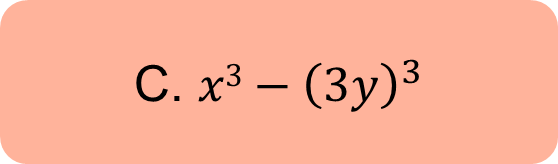 C. x³ − (3y)³